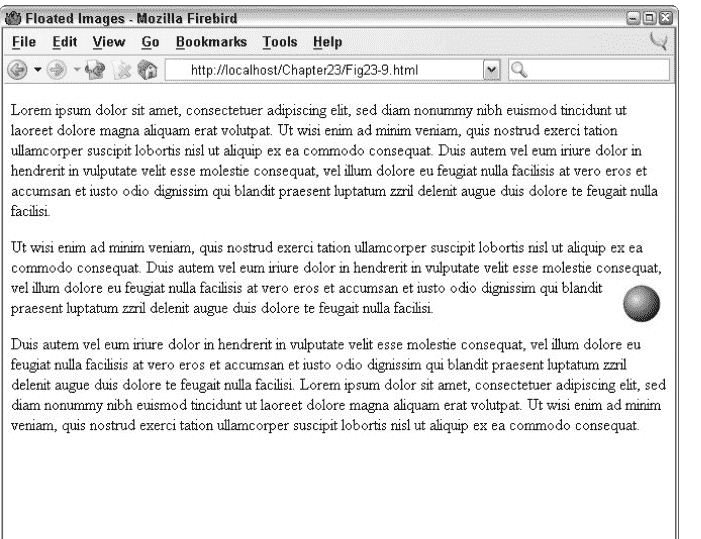 Floated Images - Mozilla Firebird
File Edit View Go Bookmarks Tools Help
http://localhost/Chapter23/Fig23-9.html
Lorem ipsum dolor sit amet, consectetuer adipiscing elit, sed diam nonummy nibh euismod tincidunt ut
laoreet dolore magna aliquam erat volutpat. Ut wisi enim ad minim veniam, quis nostrud exerci tation
ullamcorper suscipit lobortis nisl ut aliquip ex ea commodo consequat. Duis autem vel eum iriure dolor in
hendrerit in vulputate velit esse molestie consequat, vel illum dolore eu feugiat nulla facilisis at vero eros et
accumsan et iusto odio dignissim qui blandit praesent luptatum zzril delenit augue duis dolore te feugait nulla
facilisi.
Ut wisi enim ad minim veniam, quis nostrud exerci tation ullamcorper suscipit lobortis nisl ut aliquip ex ea
commodo consequat. Duis autem vel eum iriure dolor in hendrerit in vulputate velit esse molestie consequat,
vel illum dolore eu feugiat nulla facilisis at vero eros et accumsan et iusto odio dignissim qui blandit
praesent luptatum zzril delenit augue duis dolore te feugait nulla facilisi.
Duis autem vel eum iriure dolor in hendrerit in vulputate velit esse molestie consequat, vel illum dolore eu
feugiat nulla facilisis at vero eros et accumsan et iusto odio dignissim qui blandit praesent luptatum zzril
delenit augue duis dolore te feugait nulla facilisi. Lorem ipsum dolor sit amet, consectetuer adipiscing elit, sed
diam nonummy nibh euismod tincidunt ut laoreet dolore magna aliquam erat volutpat. Ut wisi enim ad minim
veniam, quis nostrud exerci tation ullamcorper suscipit lobortis nisl ut aliquip ex ea commodo consequat.